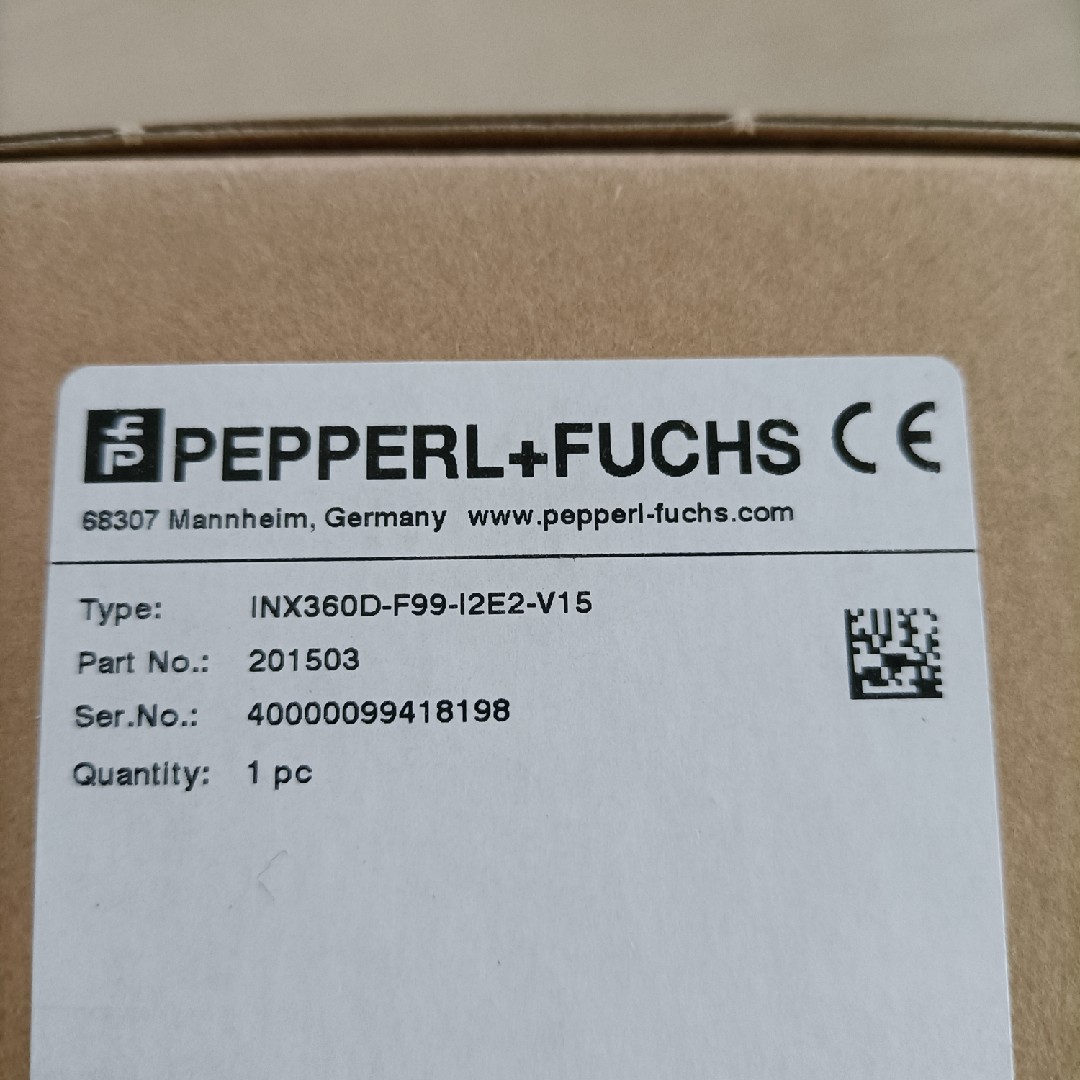 PEPPERL+FUCHS CE
68307 Mannheim, Germany www.pepperl-fuchs.com
Type: INX360D-F99-I2E2-V15
Part No.: 201503
Ser.No.: 40000099418198
Quantity: 1 pc